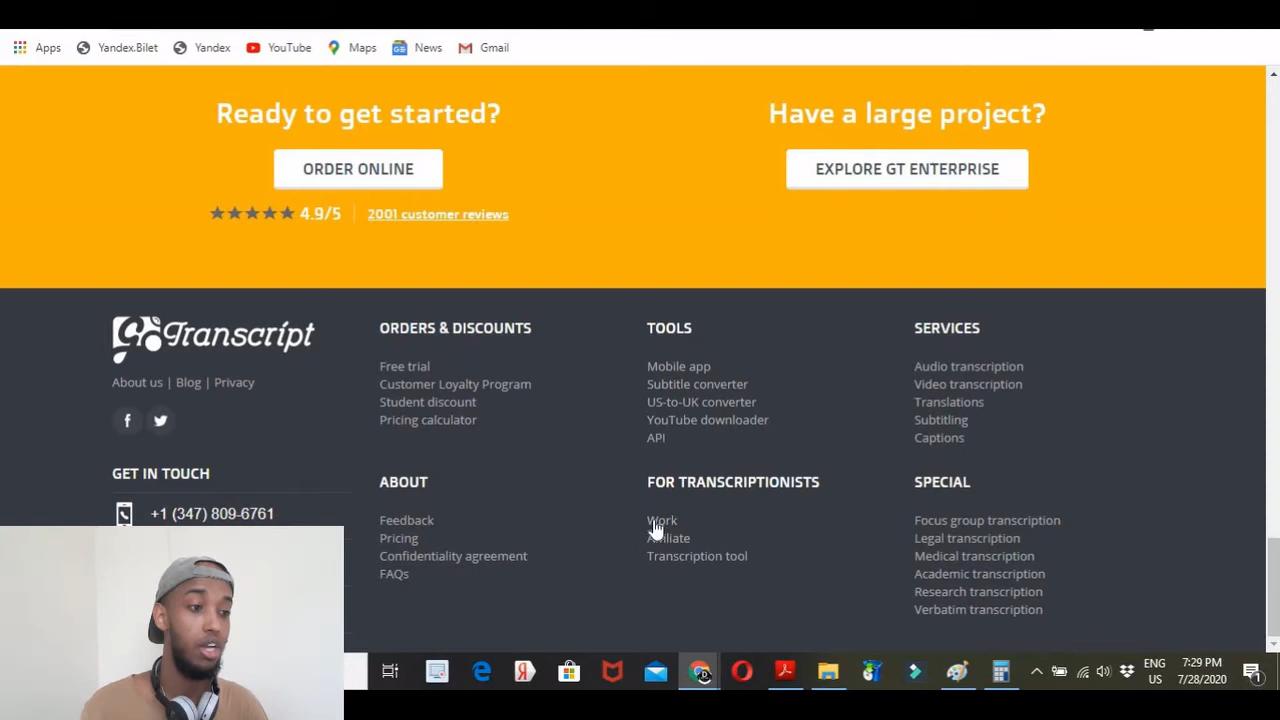 Apps Yandex.Bilet Yandex YouTube Maps News Gmail
Ready to get started?
ORDER ONLINE
4.9/5 2001 customer reviews
Have a large project?
EXPLORE GT ENTERPRISE
GoTranscript
About us | Blog | Privacy
GET IN TOUCH
+1 (347) 809-6761
ORDERS & DISCOUNTS
Free trial
Customer Loyalty Program
Student discount
Pricing calculator
TOOLS
Mobile app
Subtitle converter
US-to-UK converter
YouTube downloader
API
SERVICES
Audio transcription
Video transcription
Translations
Subtitling
Captions
ABOUT
Feedback
Pricing
Confidentiality agreement
FAQs
FOR TRANSCRIPTIONISTS
Work
Affiliate
Transcription tool
SPECIAL
Focus group transcription
Legal transcription
Medical transcription
Academic transcription
Research transcription
Verbatim transcription
ENG
US
7:29 PM
7/28/2020
1